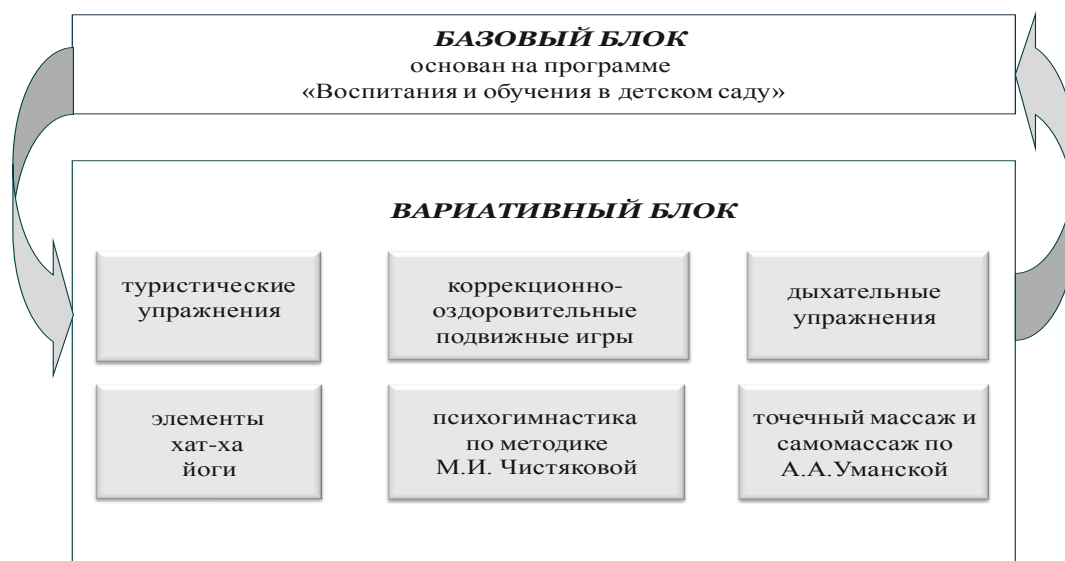 БАЗОВЫЙ БЛОК
основан на программе
«Воспитания и обучения в детском саду»
ВАРИАТИВНЫЙ БЛОК
туристические
упражнения
коррекционно-
оздоровительные
подвижные игры
дыхательные
упражнения
элементы
хат-ха
йоги
психогимнастика
по методике
М.И. Чистяковой
точечный массаж и
самомассаж по
А.А.Уманской